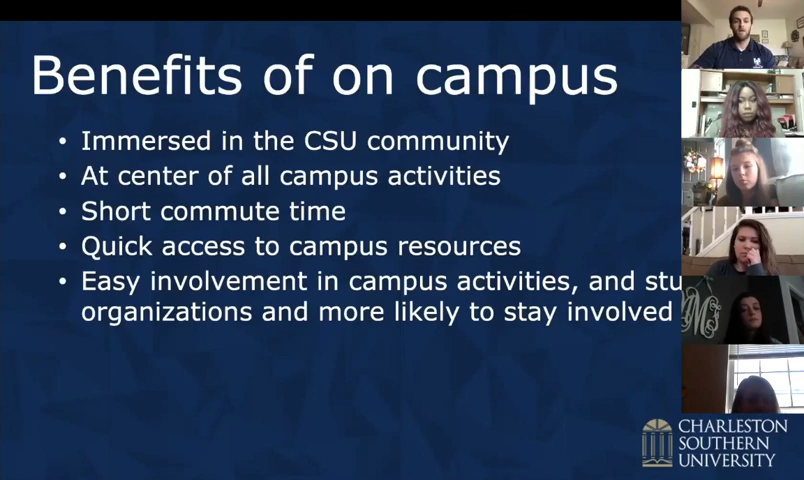 Benefits of on campus
• Immersed in the CSU community
• At center of all campus activities
• Short commute time
• Quick access to campus resources
• Easy involvement in campus activities, and stu
organizations and more likely to stay involved
CHARLESTON
SOUTHERN
UNIVERSITY